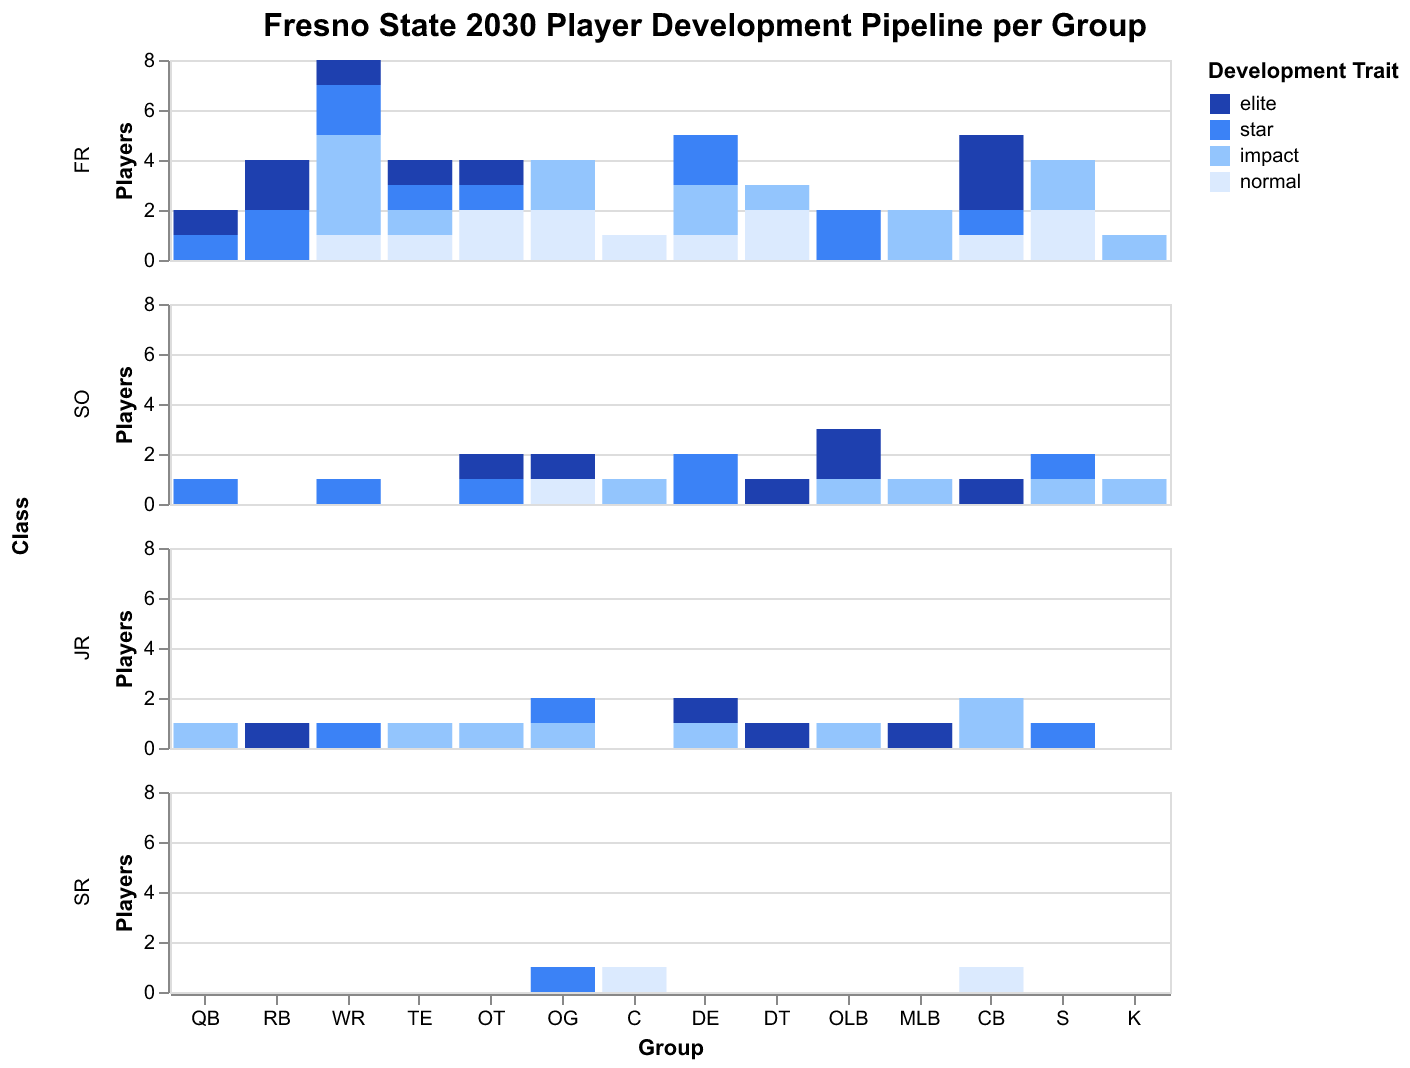 Fresno State 2030 Player Development Pipeline per Group
Development Trait
elite
star
impact
normal
Class
FR
Players
8
6
4
2
0
SO
Players
8
6
4
2
0
JR
Players
8
6
4
2
0
SR
Players
8
6
4
2
0
QB RB WR TE OT OG C DE DT OLB MLB CB S K
Group